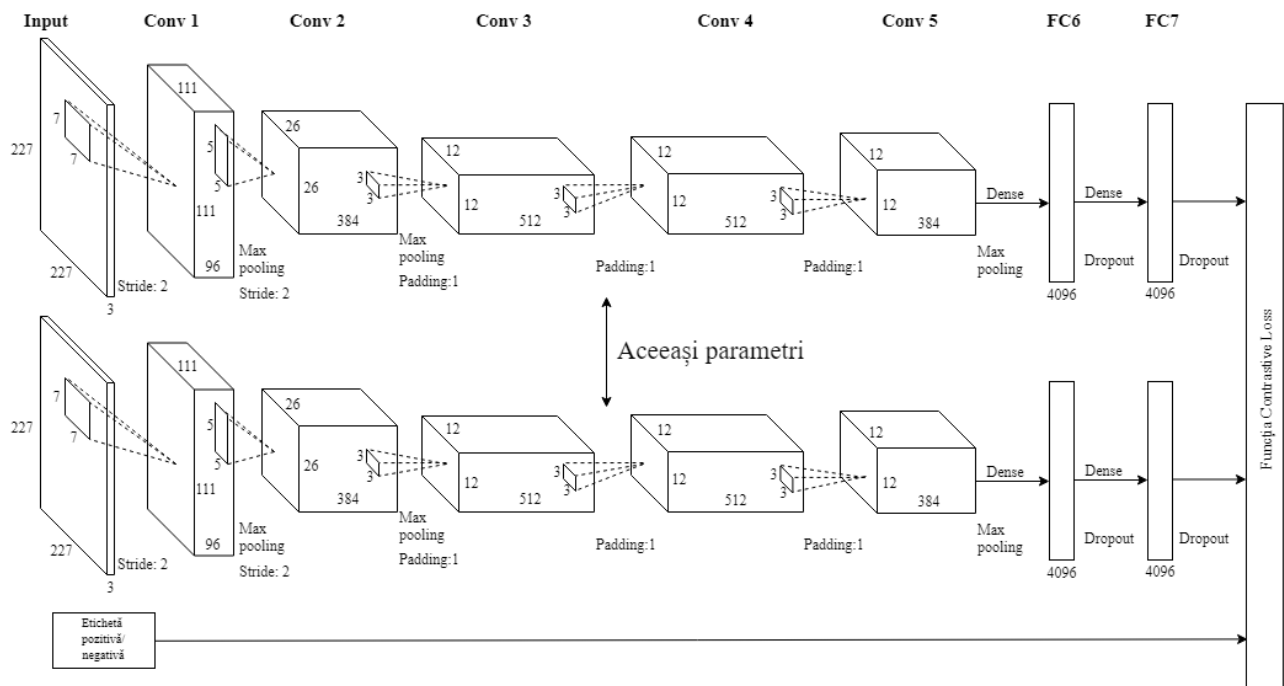 Input Conv 1 Conv 2 Conv 3 Conv 4 Conv 5 FC6 FC7
227
7
7
227
3
Stride: 2
111
111
96
5
5
Max
pooling
Stride: 2
26
26
384
3
3
Max
pooling
Padding:1
12
12
512
3
3
Padding:1
12
12
512
3
3
Padding:1
12
12
384
Dense
Max
pooling
4096
Dense
Dropout
4096
Dropout
Aceeași parametri
227
7
7
227
3
Stride: 2
111
111
96
5
5
Max
pooling
Stride: 2
26
26
384
3
3
Max
pooling
Padding:1
12
12
512
3
3
Padding:1
12
12
512
3
3
Padding:1
12
12
384
Dense
Max
pooling
4096
Dense
Dropout
4096
Dropout
Funcția Contrastive Loss
Etichetă
pozitivă/
negativă